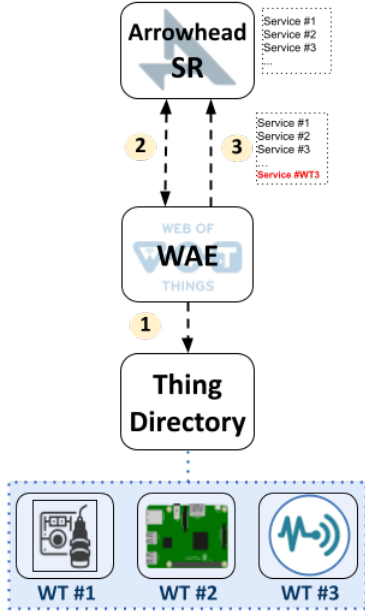 Arrowhead
SR
Service #1
Service #2
Service #3
...
2
3
Service #1
Service #2
Service #3
...
Service #WT3
WEB OF
WOT
WAE
THINGS
1
Thing
Directory
WT #1
WT #2
WT #3